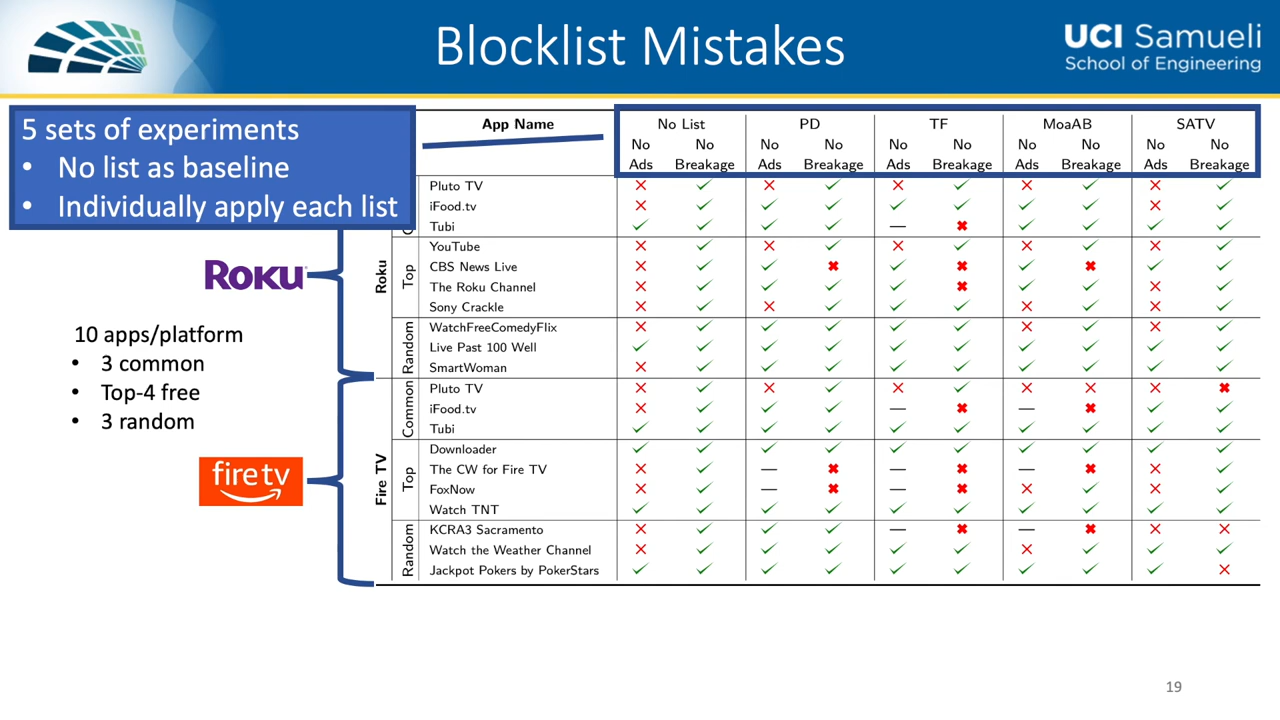 Blocklist Mistakes
UCI Samueli
School of Engineering
5 sets of experiments
• No list as baseline
• Individually apply each list
App Name No List PD TF MoaAB SATV
No No No No No No No No No No
Ads Breakage Ads Breakage Ads Breakage Ads Breakage Ads Breakage
Roku
Pluto TV ✕ ✓ ✕ ✓ ✕ ✓ ✕ ✓ ✕ ✓
iFood.tv ✕ ✓ ✓ ✓ ✓ ✓ ✓ ✓ ✕ ✓
Tubi ✓ ✓ ✓ ✓ — ✖ ✓ ✓ ✓ ✓
Top
YouTube ✕ ✓ ✕ ✓ ✕ ✓ ✕ ✓ ✕ ✓
CBS News Live ✕ ✓ ✓ ✖ ✓ ✖ ✓ ✖ ✓ ✓
The Roku Channel ✕ ✓ ✓ ✓ ✓ ✖ ✓ ✓ ✕ ✓
Sony Crackle ✕ ✓ ✕ ✓ ✓ ✓ ✕ ✓ ✕ ✓
Random
WatchFreeComedyFlix ✕ ✓ ✓ ✓ ✓ ✓ ✕ ✓ ✕ ✓
Live Past 100 Well ✓ ✓ ✓ ✓ ✓ ✓ ✓ ✓ ✓ ✓
SmartWoman ✕ ✓ ✓ ✓ ✓ ✓ ✓ ✓ ✓ ✓
Fire TV
Common
Pluto TV ✕ ✓ ✕ ✓ ✕ ✓ ✕ ✕ ✕ ✖
iFood.tv ✕ ✓ ✓ ✓ — ✖ — ✖ ✓ ✓
Tubi ✓ ✓ ✓ ✓ ✓ ✓ ✓ ✓ ✓ ✓
Top
Downloader ✓ ✓ ✓ ✓ ✓ ✓ ✓ ✓ ✓ ✓
The CW for Fire TV ✕ ✓ — ✖ — ✖ — ✖ ✕ ✓
FoxNow ✕ ✓ — ✖ — ✖ ✕ ✓ ✕ ✓
Watch TNT ✓ ✓ ✓ ✓ ✓ ✓ ✓ ✓ ✓ ✓
Random
KCRA3 Sacramento ✕ ✓ ✓ ✓ — ✖ — ✖ ✕ ✕
Watch the Weather Channel ✕ ✓ ✓ ✓ ✓ ✓ ✕ ✓ ✓ ✓
Jackpot Pokers by PokerStars ✓ ✓ ✓ ✓ ✓ ✓ ✓ ✓ ✓ ✕
ROKU
10 apps/platform
• 3 common
• Top-4 free
• 3 random
fire tv
19